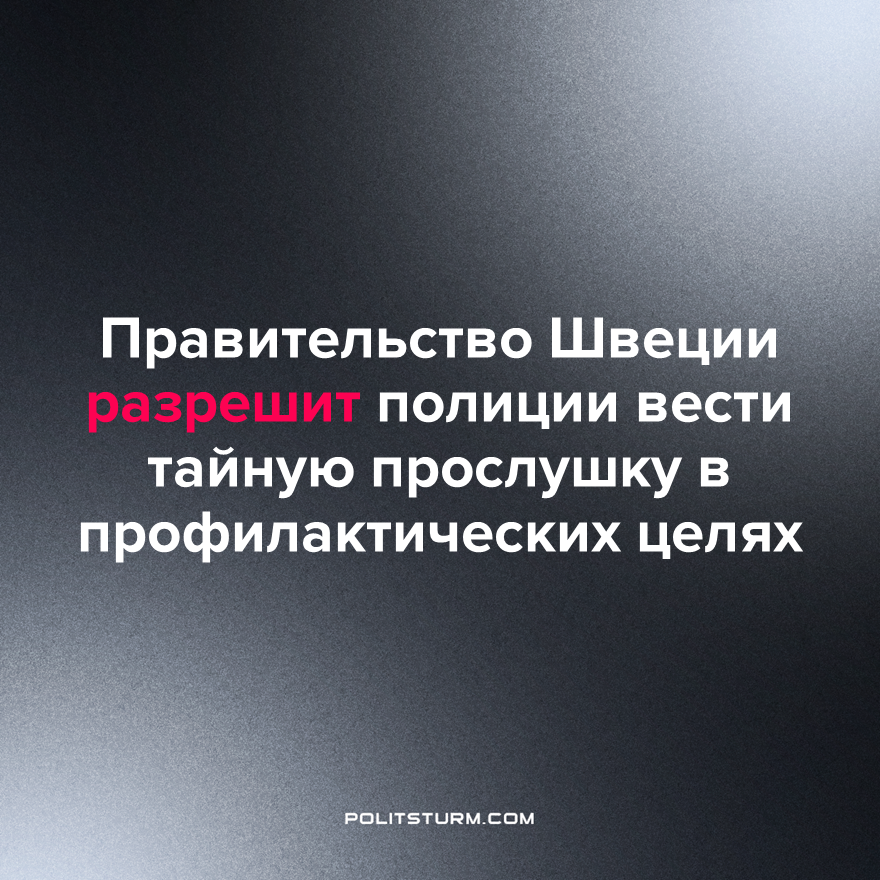 Правительство Швеции
разрешит полиции вести
тайную прослушку в
профилактических целях
POLITSTURM.COM